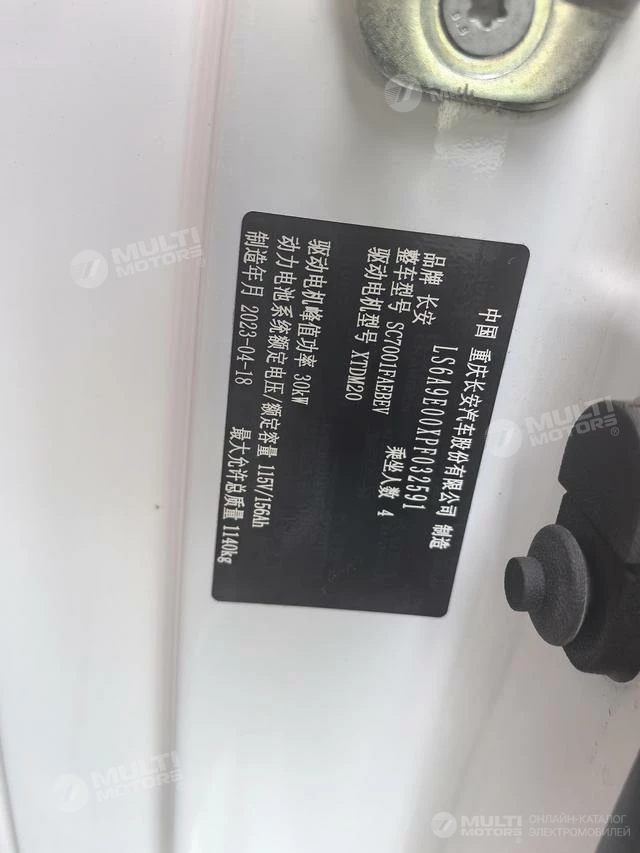 中国 重庆长安汽车股份有限公司 制造
LS6A9E00XPF032591
品牌 长安
整车型号 SC7001FAEBBEV 乘坐人数 4
驱动电机型号 XTDM20
驱动电机峰值功率 30kW
动力电池系统额定电压/额定容量 115V/156Ah
制造年月 2023-04-18 最大允许总质量 1140kg
MULTI MOTORS
MULTI MOTORS
MULTI MOTORS
MULTI MOTORS
ОНЛАЙН-КАТАЛОГ
ЭЛЕКТРОМОБИЛЕЙ